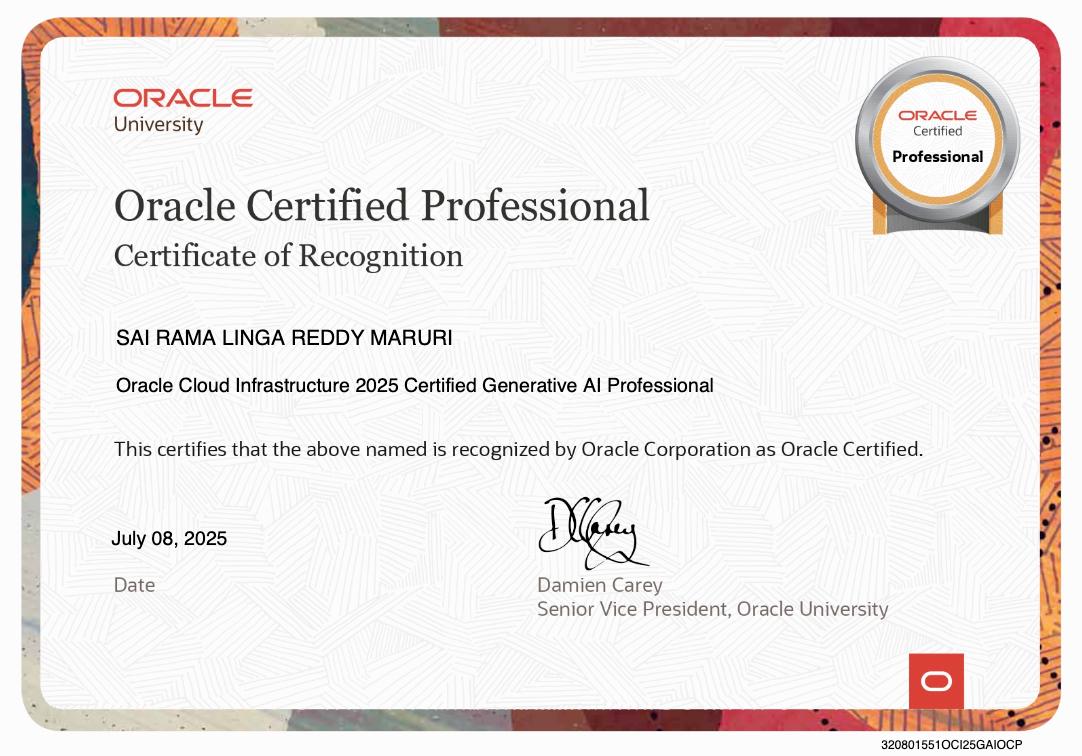 ORACLE
University
ORACLE
Certified
Professional
Oracle Certified Professional
Certificate of Recognition
SAI RAMA LINGA REDDY MARURI
Oracle Cloud Infrastructure 2025 Certified Generative AI Professional
This certifies that the above named is recognized by Oracle Corporation as Oracle Certified.
DCarey
July 08, 2025
Date
Damien Carey
Senior Vice President, Oracle University
320801551OCI25GAIOCP